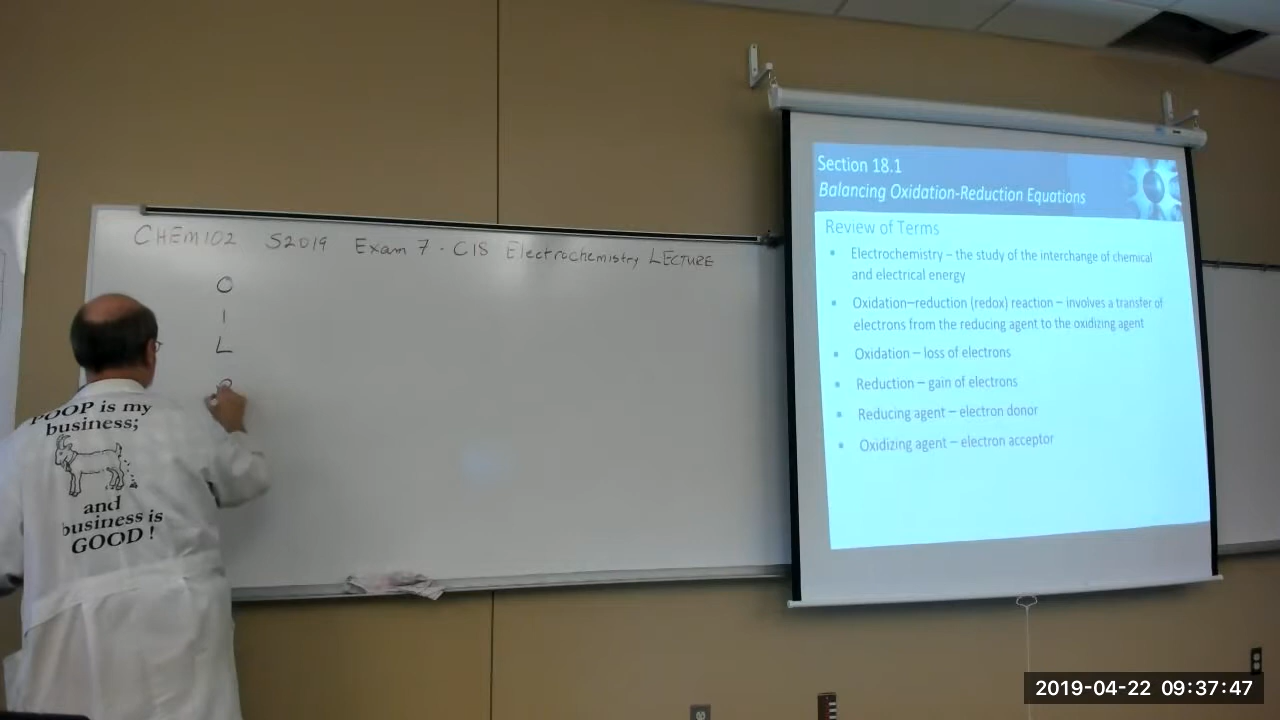 CHEM102 S2019 Exam 7 - C18 Electrochemistry LECTURE
O
I
L
POOP is my
business;
and
business is
GOOD!
Section 18.1
Balancing Oxidation-Reduction Equations
Review of Terms
• Electrochemistry – the study of the interchange of chemical
and electrical energy
• Oxidation–reduction (redox) reaction – involves a transfer of
electrons from the reducing agent to the oxidizing agent
• Oxidation – loss of electrons
• Reduction – gain of electrons
• Reducing agent – electron donor
• Oxidizing agent – electron acceptor
2019-04-22 09:37:47